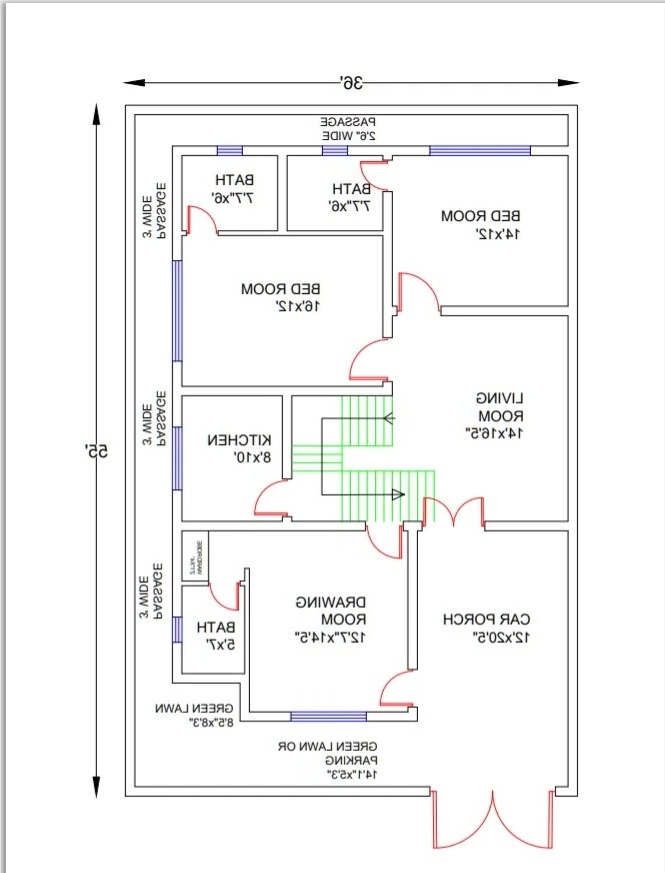 36'
PASSAGE
2'6" WIDE
3' WIDE
PASSAGE
BATH
7'7"x6'
BATH
7'7"x6'
BED ROOM
14'x12'
BED ROOM
16'x12'
3' WIDE
PASSAGE
KITCHEN
8'x10'
LIVING
ROOM
14'x16'5"
55'
3' WIDE
PASSAGE
DRAWING
ROOM
12'7"x14'5"
CAR PORCH
12'x20'5"
BATH
5'x7'
GREEN LAWN
8'5"x8'3"
GREEN LAWN OR
PARKING
14'1"x5'3"